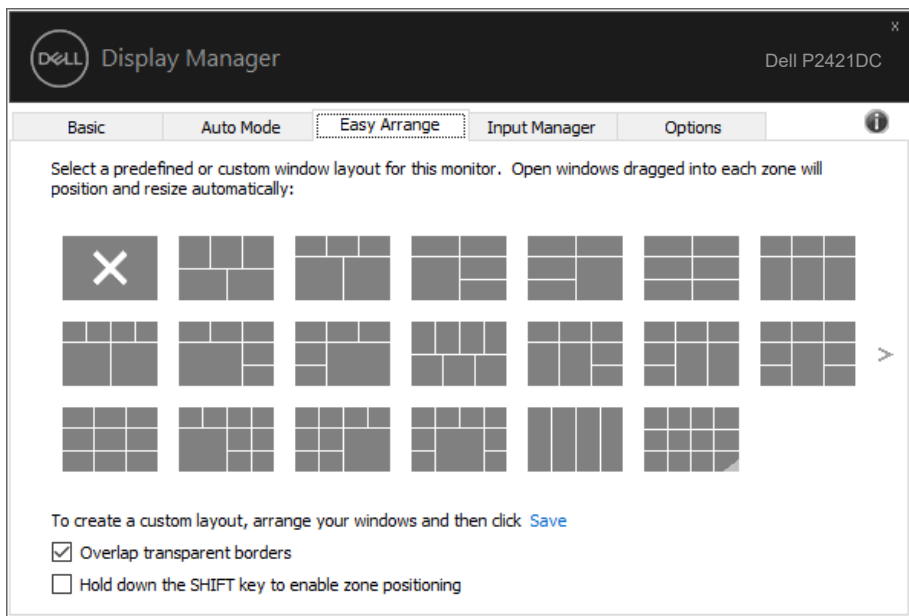 x
DELL Display Manager
Dell P2421DC
Basic Auto Mode Easy Arrange Input Manager Options
Select a predefined or custom window layout for this monitor. Open windows dragged into each zone will
position and resize automatically:
>
To create a custom layout, arrange your windows and then click Save
Overlap transparent borders
Hold down the SHIFT key to enable zone positioning